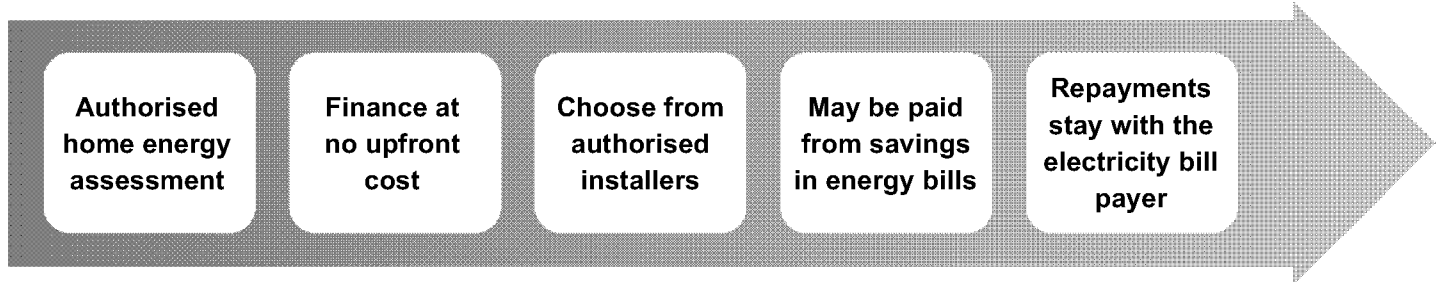 Authorised
home energy
assessment
Finance at
no upfront
cost
Choose from
authorised
installers
May be paid
from savings
in energy bills
Repayments
stay with the
electricity bill
payer